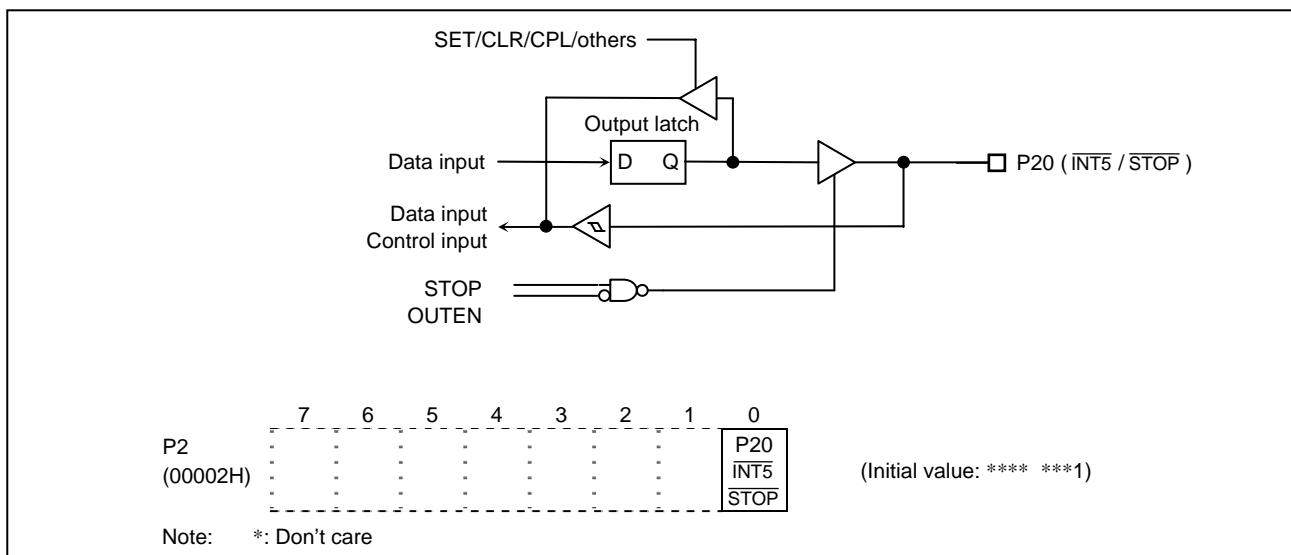 SET/CLR/CPL/others
Output latch
Data input
D Q
P20 ( INT5 / STOP )
Data input
Control input
STOP
OUTEN
7 6 5 4 3 2 1 0
P2
(00002H)
P20
INT5
STOP
(Initial value: **** ***1)
Note: *: Don’t care